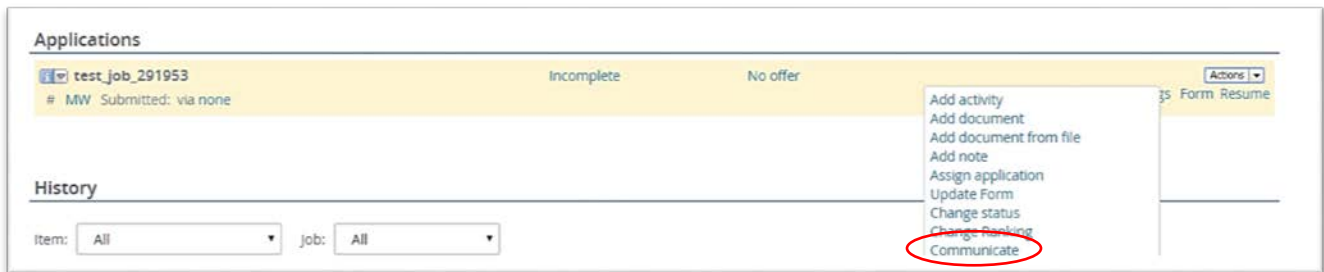 Applications
test_job_291953 Incomplete No offer Actions
# MW Submitted: via none gs Form Resume
Add activity
Add document
Add document from file
Add note
Assign application
Update Form
Change status
Change Ranking
Communicate
History
Item: All Job: All